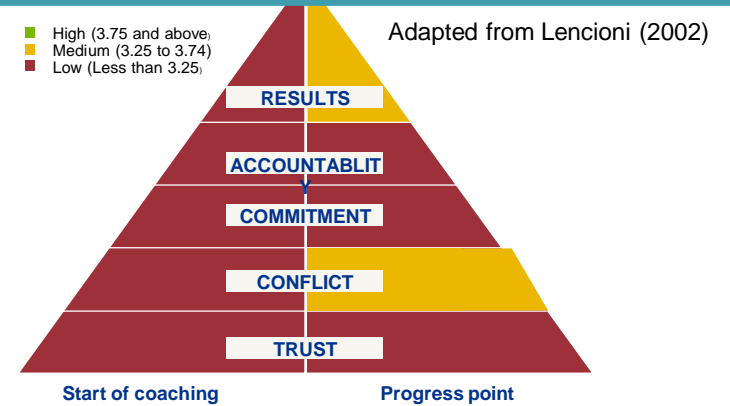 High (3.75 and above)
Medium (3.25 to 3.74)
Low (Less than 3.25)
Adapted from Lencioni (2002)
RESULTS
ACCOUNTABLIT
Y
COMMITMENT
CONFLICT
TRUST
Start of coaching
Progress point